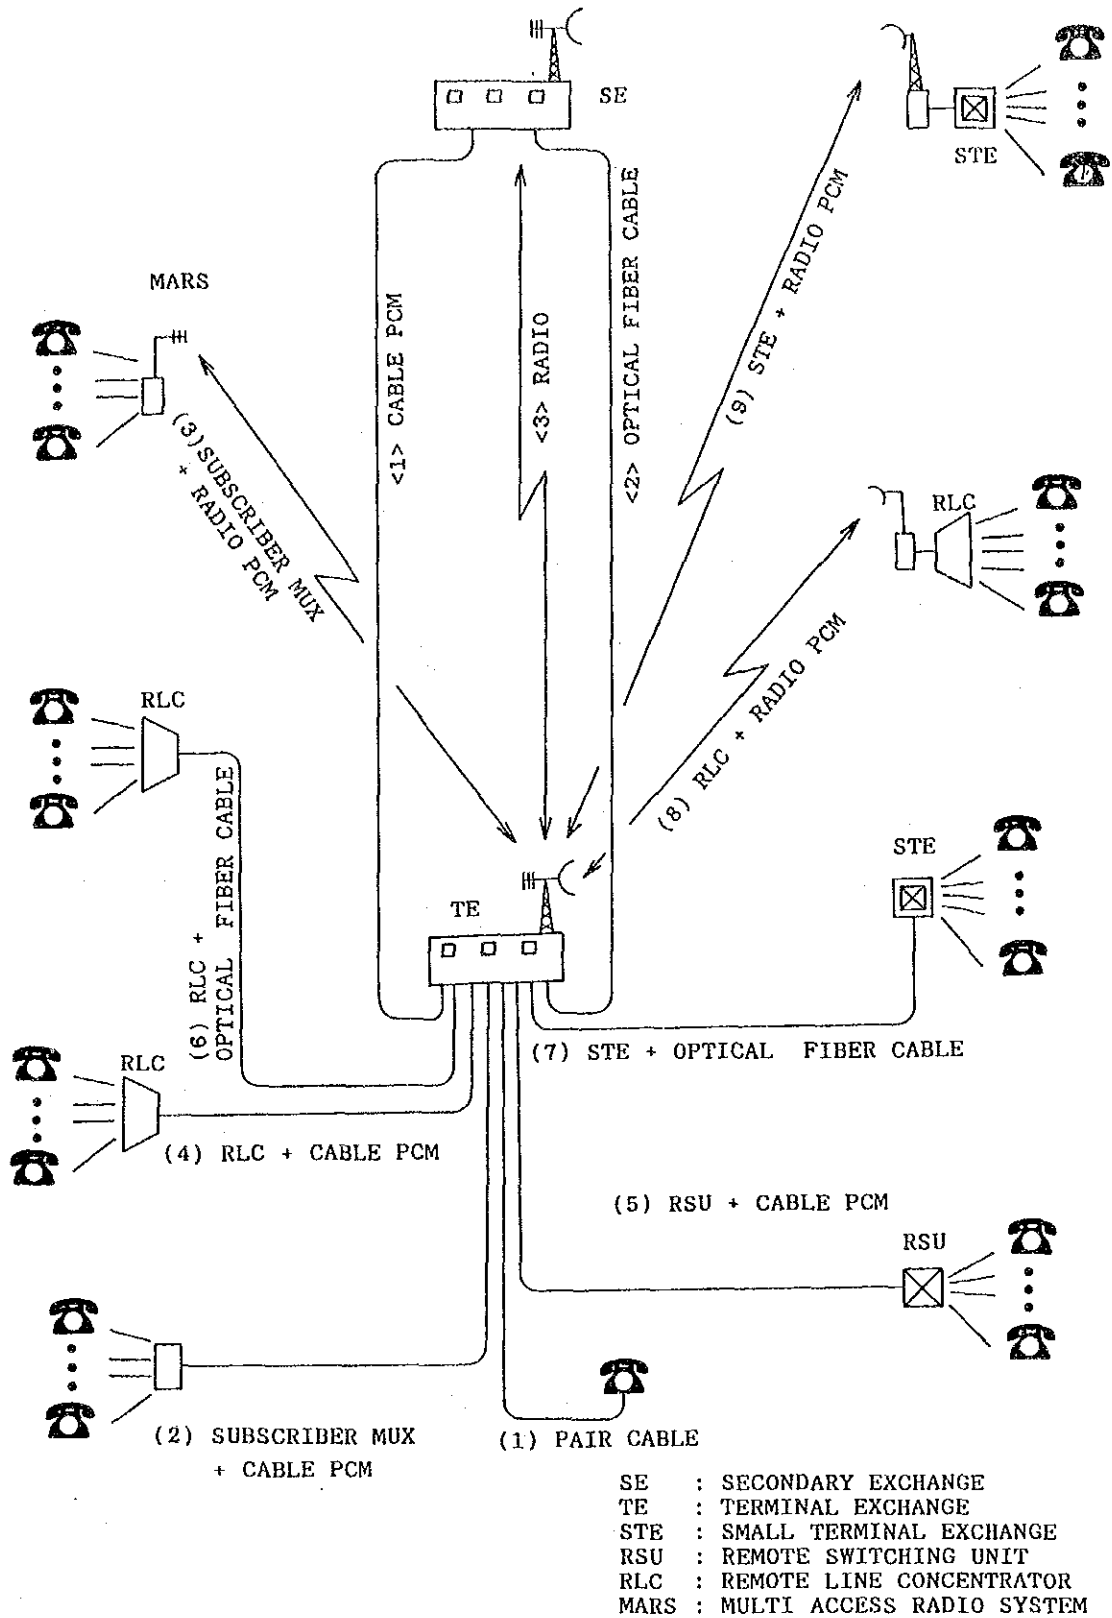 SE
STE
MARS
<1> CABLE PCM
<3> RADIO
<2> OPTICAL FIBER CABLE
(9) STE + RADIO PCM
(3) SUBSCRIBER MUX
+ RADIO PCM
RLC
(8) RLC + RADIO PCM
RLC
(6) RLC +
OPTICAL FIBER CABLE
STE
TE
(7) STE + OPTICAL FIBER CABLE
RLC
(4) RLC + CABLE PCM
(5) RSU + CABLE PCM
RSU
(2) SUBSCRIBER MUX
+ CABLE PCM
(1) PAIR CABLE
SE : SECONDARY EXCHANGE
TE : TERMINAL EXCHANGE
STE : SMALL TERMINAL EXCHANGE
RSU : REMOTE SWITCHING UNIT
RLC : REMOTE LINE CONCENTRATOR
MARS : MULTI ACCESS RADIO SYSTEM